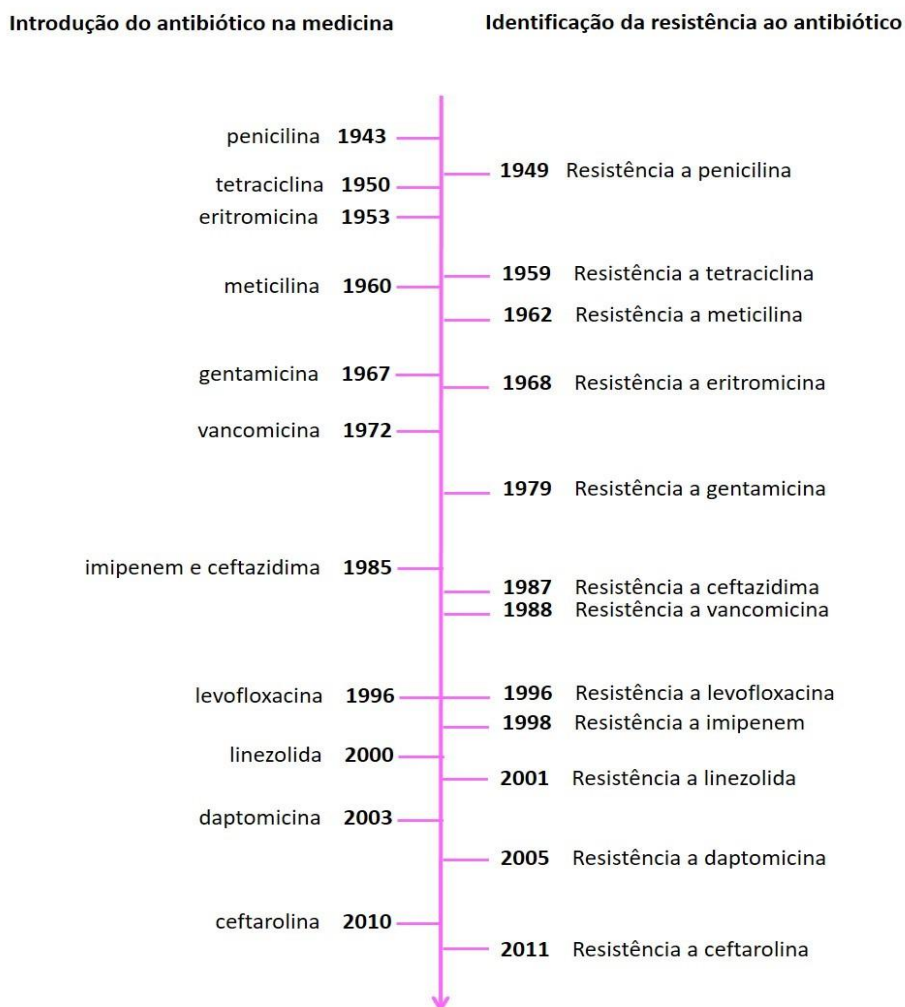 Introdução do antibiótico na medicina Identificação da resistência ao antibiótico
penicilina 1943
1949 Resistência a penicilina
tetraciclina 1950
eritromicina 1953
1959 Resistência a tetraciclina
meticilina 1960
1962 Resistência a meticilina
gentamicina 1967
1968 Resistência a eritromicina
vancomicina 1972
1979 Resistência a gentamicina
imipenem e ceftazidima 1985
1987 Resistência a ceftazidima
1988 Resistência a vancomicina
levofloxacina 1996 1996 Resistência a levofloxacina
1998 Resistência a imipenem
linezolida 2000
2001 Resistência a linezolida
daptomicina 2003
2005 Resistência a daptomicina
ceftarolina 2010
2011 Resistência a ceftarolina